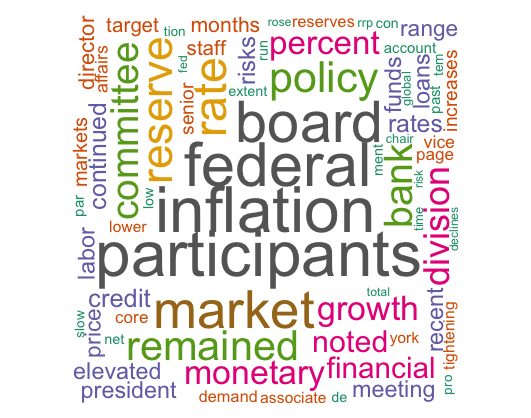 rose reserves rrp con
target months range
tion
director affairs
fed
staff run percent account
committee reserve rate risks
senior extent policy
funds loans global past tem increases
markets continued board rates
chair vice
federal ment bank page
par low risk
inflation time
lower declines
labor participants division
credit market total growth
slow price core
net remained noted york recent tightening
elevated monetary financial
president demand associate de meeting pro